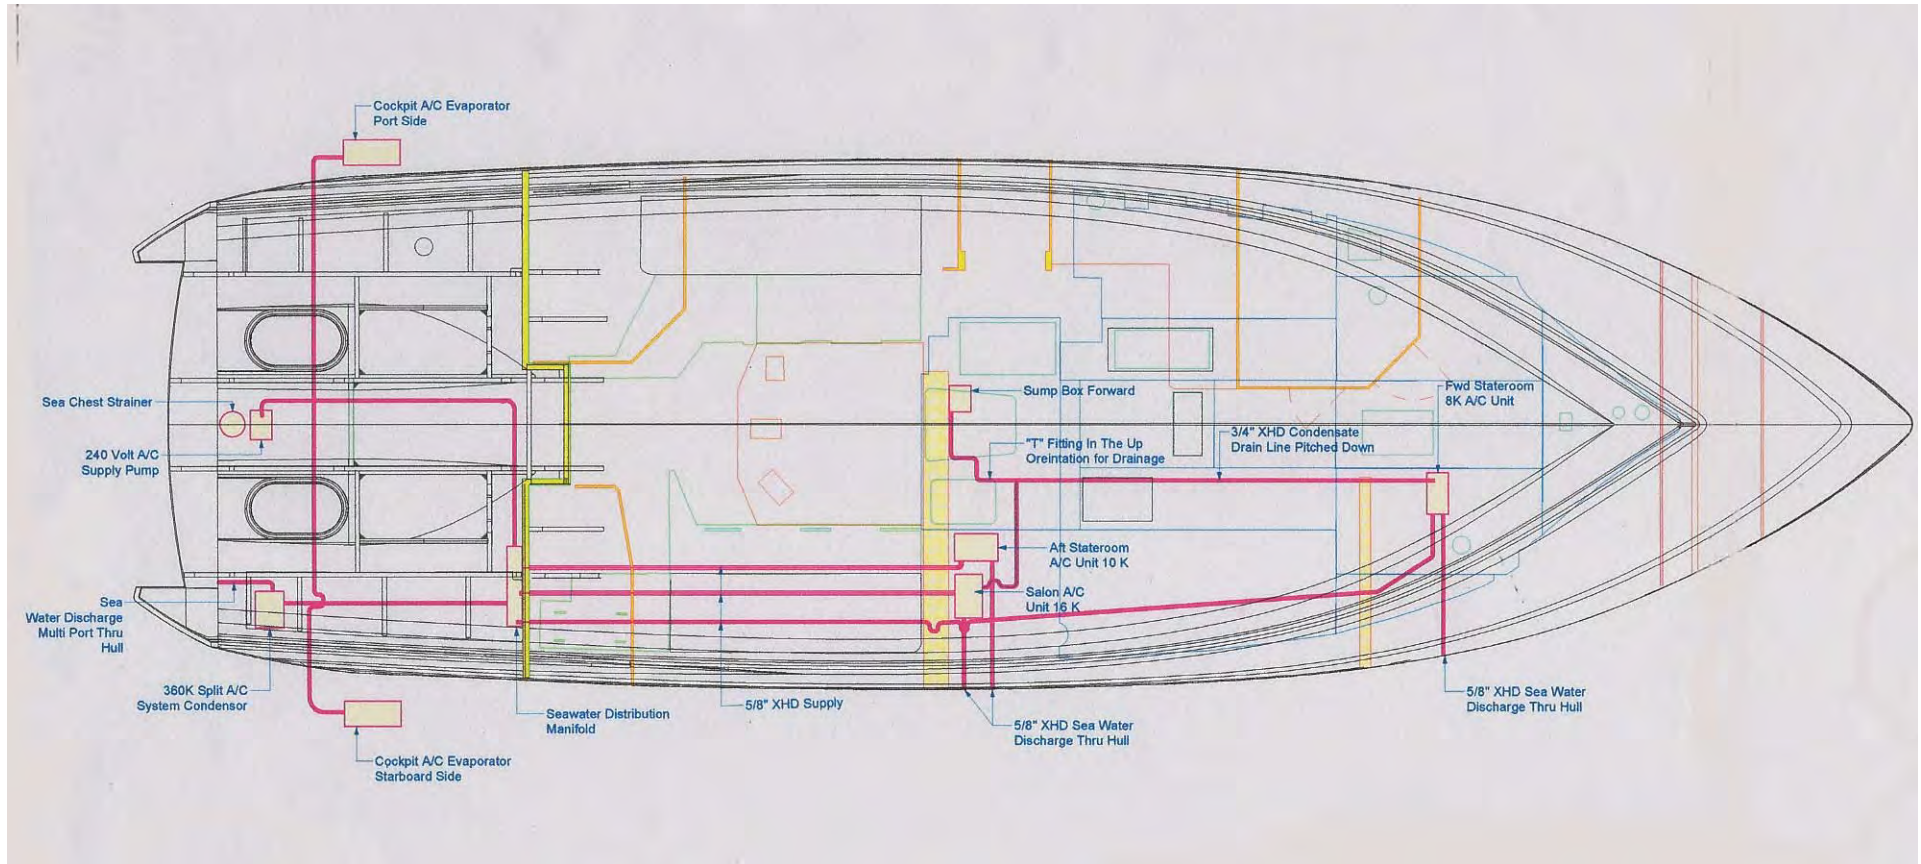 Cockpit A/C Evaporator
Port Side
Sea Chest Strainer
240 Volt A/C
Supply Pump
Sea
Water Discharge
Multi Port Thru
Hull
360K Split A/C
System Condensor
Cockpit A/C Evaporator
Starboard Side
Seawater Distribution
Manifold
5/8" XHD Supply
Sump Box Forward
"T" Fitting In The Up
Oreintation for Drainage
3/4" XHD Condensate
Drain Line Pitched Down
Fwd Stateroom
8K A/C Unit
Aft Stateroom
A/C Unit 10 K
Salon A/C
Unit 16 K
5/8" XHD Sea Water
Discharge Thru Hull
5/8" XHD Sea Water
Discharge Thru Hull